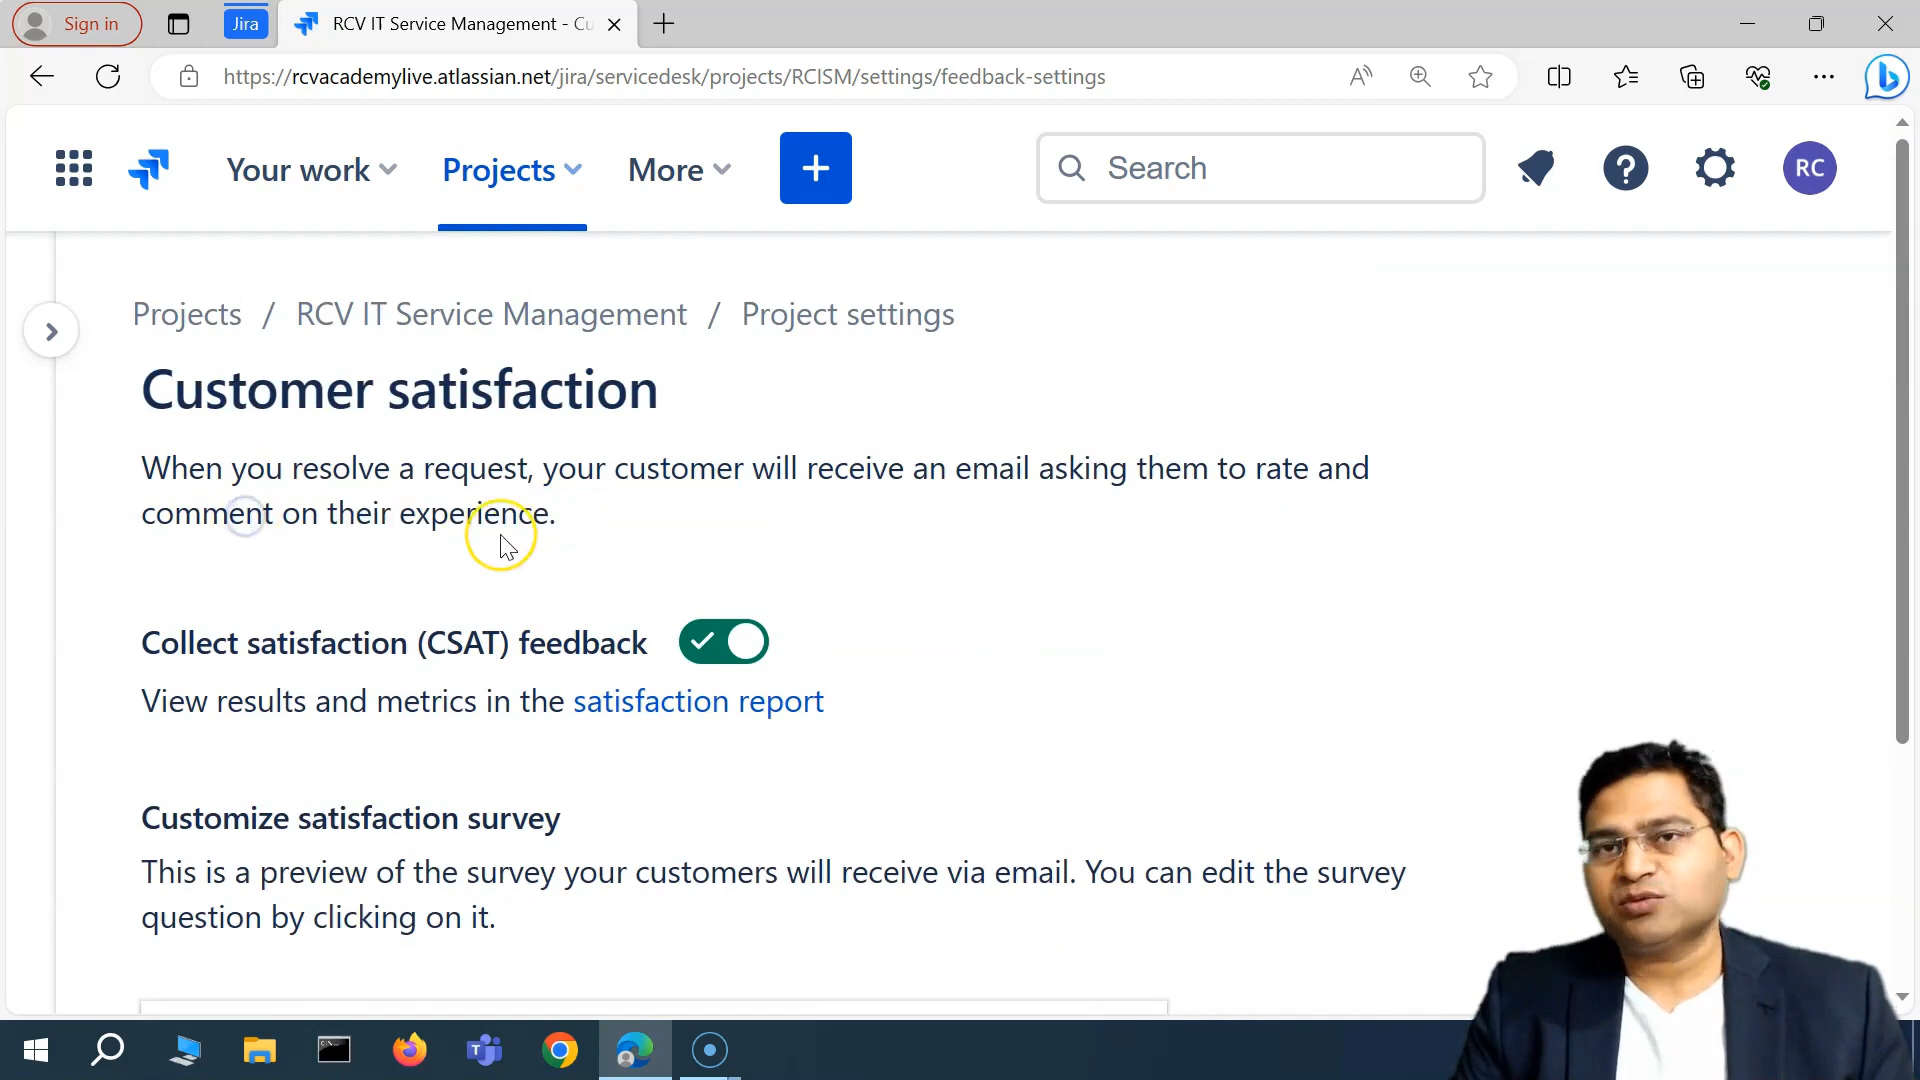 Sign in
Jira
RCV IT Service Management - Cu
https://rcvacademylive.atlassian.net/jira/servicedesk/projects/RCISM/settings/feedback-settings
Your work
Projects
More
Search
RC
Projects / RCV IT Service Management / Project settings
Customer satisfaction
When you resolve a request, your customer will receive an email asking them to rate and
comment on their experience.
Collect satisfaction (CSAT) feedback
View results and metrics in the satisfaction report
Customize satisfaction survey
This is a preview of the survey your customers will receive via email. You can edit the survey
question by clicking on it.